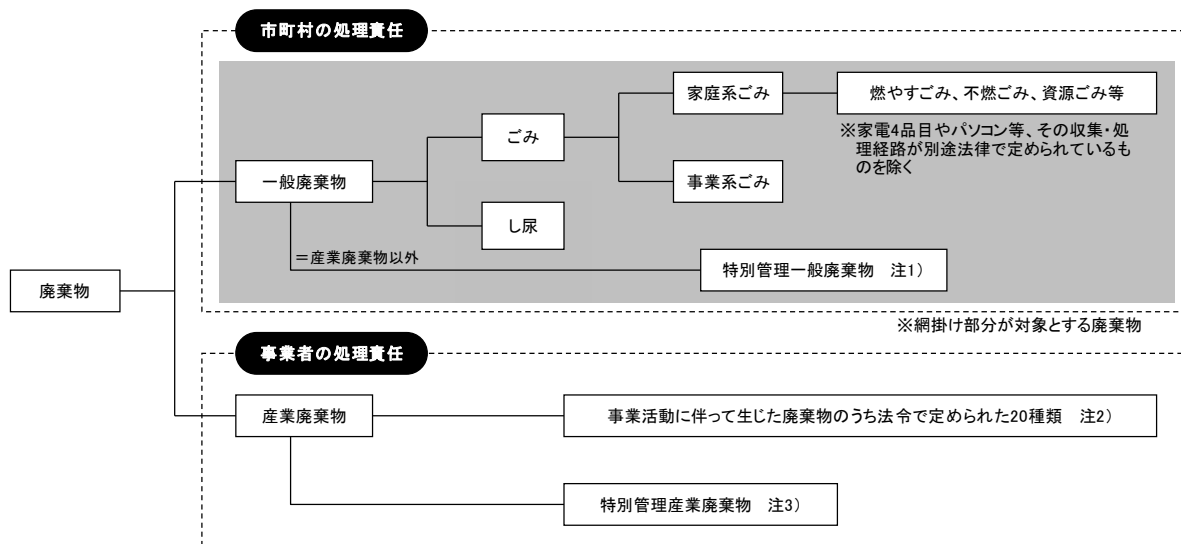 市町村の処理責任
家庭系ごみ
燃やすごみ、不燃ごみ、資源ごみ等
※家電4品目やパソコン等、その収集・処
理経路が別途法律で定められているも
のを除く
ごみ
一般廃棄物
事業系ごみ
し尿
=産業廃棄物以外
特別管理一般廃棄物 注1)
廃棄物
※網掛け部分が対象とする廃棄物
事業者の処理責任
産業廃棄物
事業活動に伴って生じた廃棄物のうち法令で定められた20種類 注2)
特別管理産業廃棄物 注3)